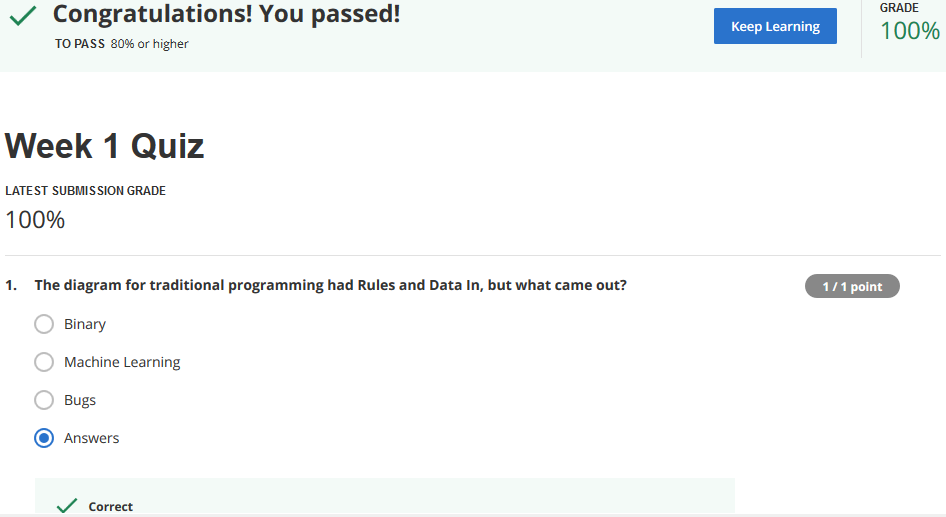 Congratulations! You passed!
TO PASS 80% or higher
Keep Learning
GRADE
100%
Week 1 Quiz
LATEST SUBMISSION GRADE
100%
1. The diagram for traditional programming had Rules and Data In, but what came out?
1 / 1 point
Binary
Machine Learning
Bugs
Answers
Correct